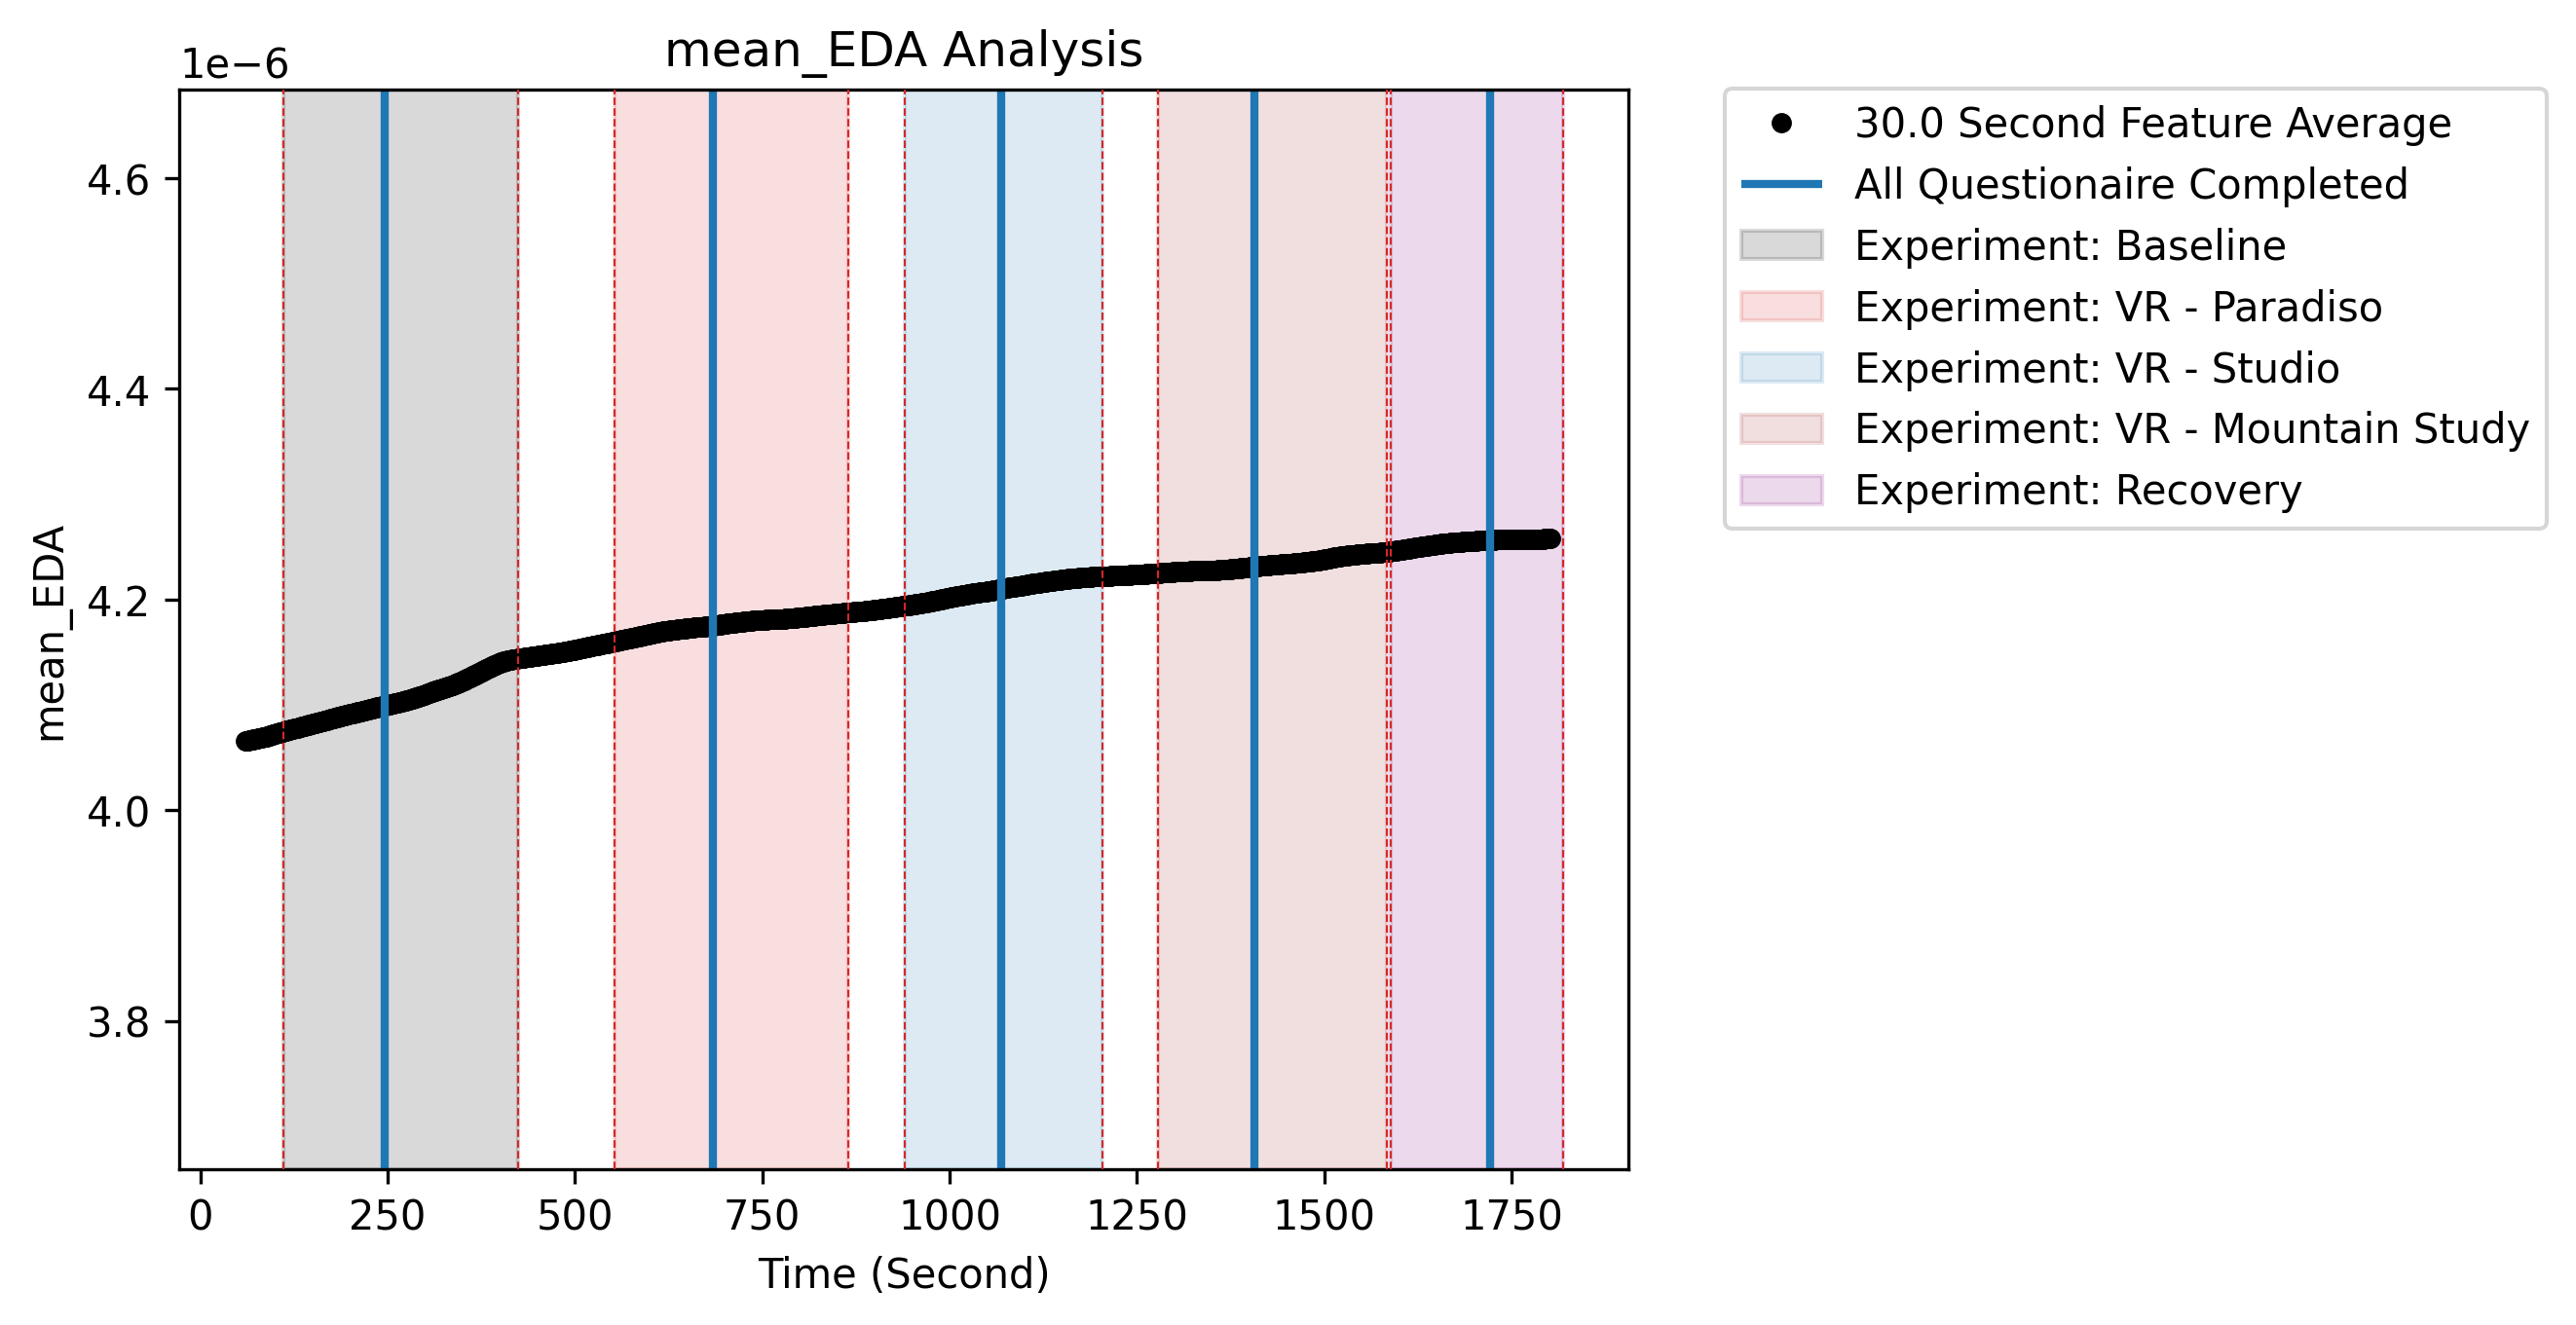 mean_EDA Analysis
1e−6
4.6
4.4
4.2
4.0
3.8
mean_EDA
0 250 500 750 1000 1250 1500 1750
Time (Second)
30.0 Second Feature Average
All Questionaire Completed
Experiment: Baseline
Experiment: VR - Paradiso
Experiment: VR - Studio
Experiment: VR - Mountain Study
Experiment: Recovery